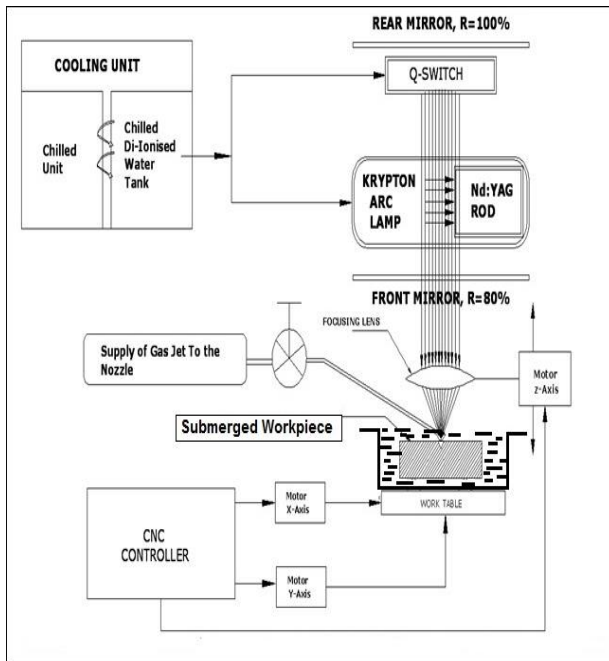 REAR MIRROR, R=100%
COOLING UNIT
Q-SWITCH
Chilled
Unit
Chilled
Di-Ionised
Water
Tank
KRYPTON
ARC
LAMP
Nd:YAG
ROD
FRONT MIRROR, R=80%
FOCUSING LENS
Supply of Gas Jet To the
Nozzle
Motor
z-Axis
Submerged Workpiece
WORK TABLE
CNC
CONTROLLER
Motor
X-Axis
Motor
Y-Axis